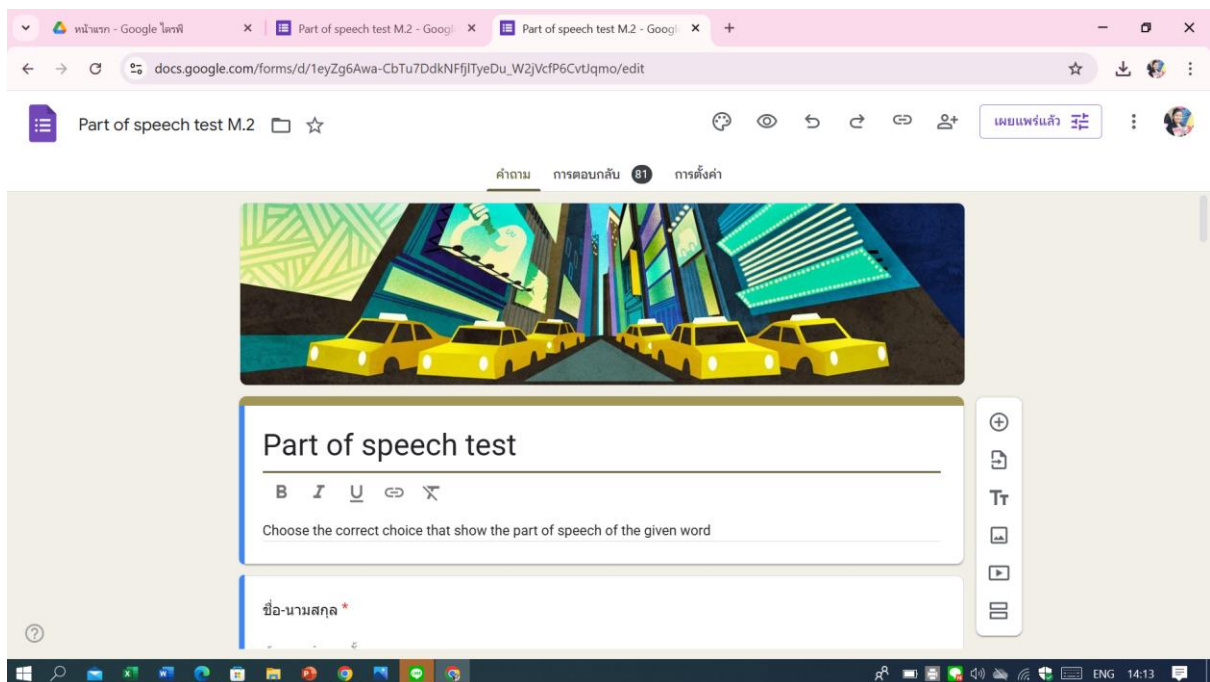 หน้าแรก - Google ไดรฟ์
Part of speech test M.2 - Googl
Part of speech test M.2 - Googl
docs.google.com/forms/d/1eyZg6Awa-CbTu7DdkNFfjlTyeDu_W2jVcfP6CvtJqmo/edit
Part of speech test M.2
เผยแพร่แล้ว
คำถาม การตอบกลับ 81 การตั้งค่า
Part of speech test
B I U
Choose the correct choice that show the part of speech of the given word
Tт
ชื่อ-นามสกุล *
ENG 14:13